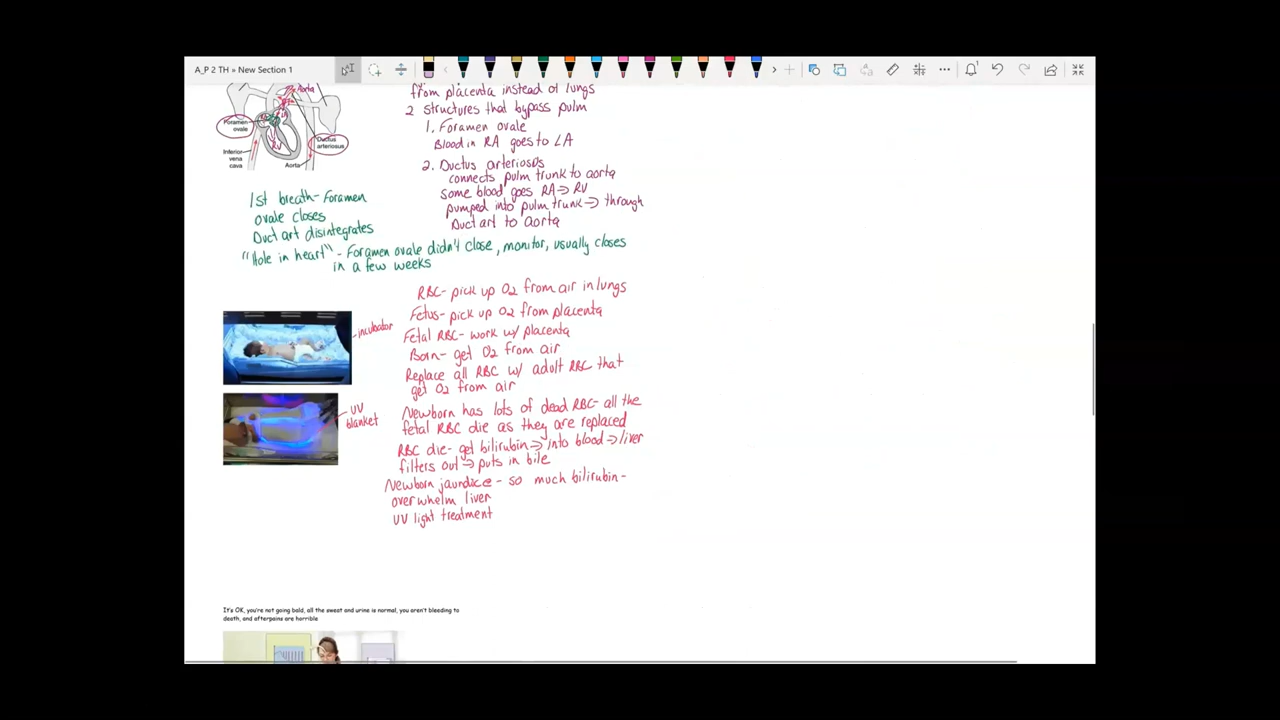 A_P 2 TH » New Section 1
from placenta instead of lungs
2 structures that bypass pulm
1. Foramen ovale
Blood in RA goes to LA
2. Ductus arteriosus
connects pulm trunk to aorta
Some blood goes RA → RV
pumped into pulm trunk → through
Duct art to aorta
Aorta
Foramen
ovale
LA
RV
Ductus
arteriosus
Inferior
vena
cava
Aorta
1st breath - Foramen
ovale closes
Duct art disintegrates
"Hole in heart" - Foramen ovale didn't close, monitor, usually closes
in a few weeks
RBC - pick up O2 from air in lungs
Fetus - pick up O2 from placenta
Fetal RBC - work w/ placenta
Born - get O2 from air
Replace all RBC w/ adult RBC that
get O2 from air
Newborn has lots of dead RBC - all the
fetal RBC die as they are replaced
RBC die - get bilirubin → into blood → liver
filters out → puts in bile
Newborn jaundice - so much bilirubin -
overwhelm liver
UV light treatment
incubator
UV
blanket
It's OK, you're not going bald, all the sweat and urine is normal, you aren't bleeding to
death, and afterpains are horrible